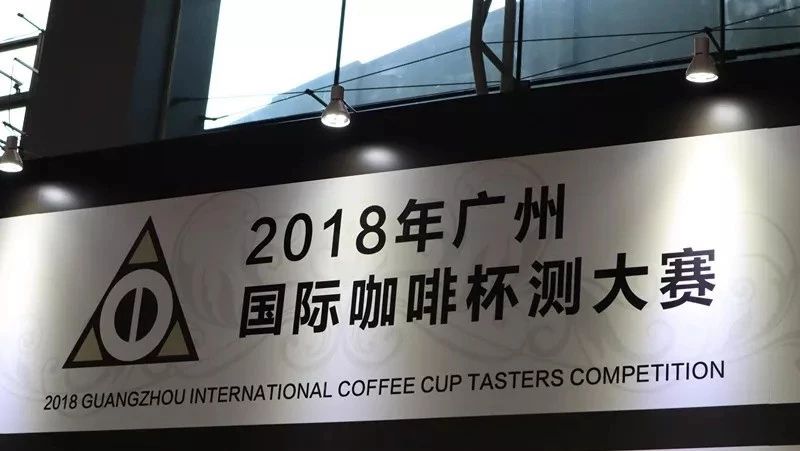 2018年广州
国际咖啡杯测大赛
2018 GUANGZHOU INTERNATIONAL COFFEE CUP TASTERS COMPETITION